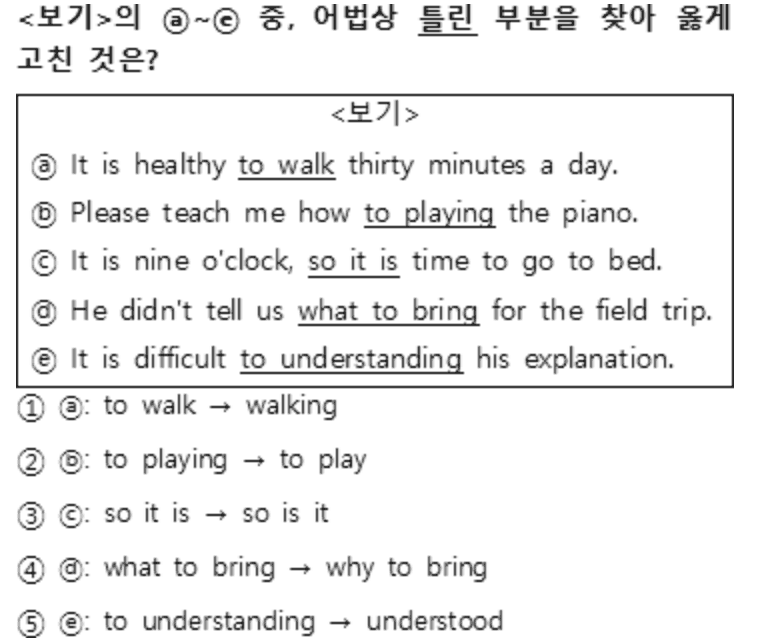 <보기>의 ⓐ~ⓔ 중, 어법상 틀린 부분을 찾아 옳게
고친 것은?
<보기>
ⓐ It is healthy to walk thirty minutes a day.
ⓑ Please teach me how to playing the piano.
ⓒ It is nine o'clock, so it is time to go to bed.
ⓓ He didn't tell us what to bring for the field trip.
ⓔ It is difficult to understanding his explanation.
① ⓐ: to walk → walking
② ⓑ: to playing → to play
③ ⓒ: so it is → so is it
④ ⓓ: what to bring → why to bring
⑤ ⓔ: to understanding → understood